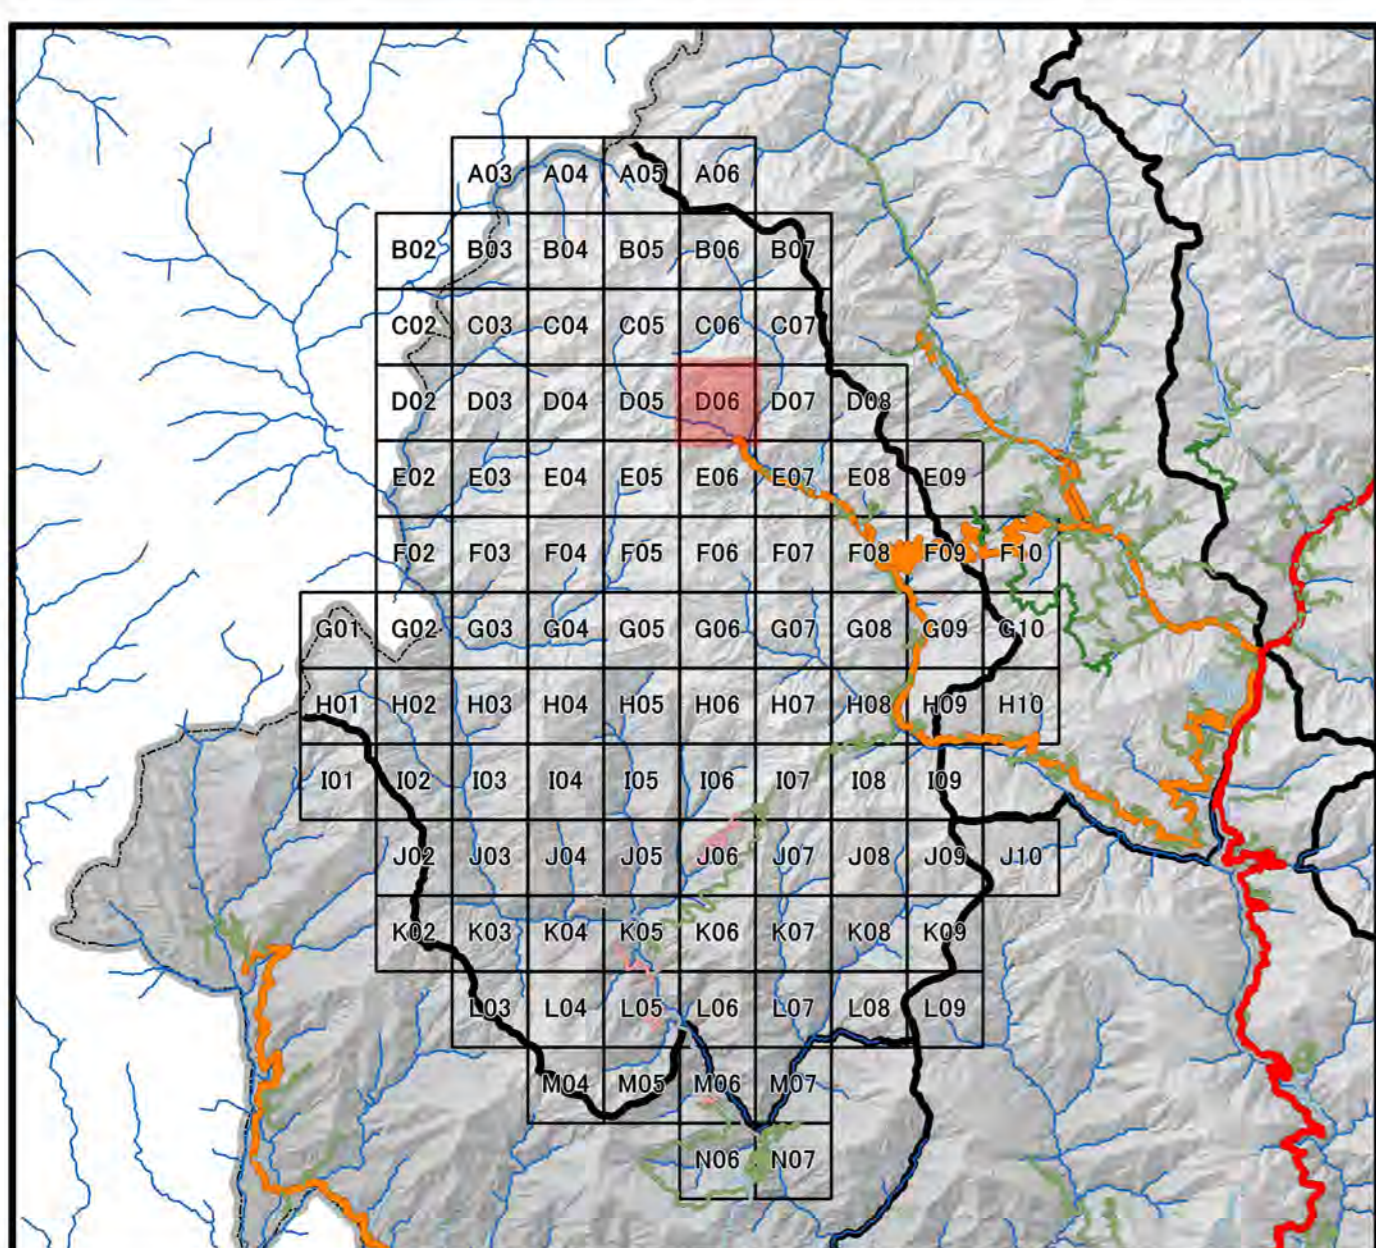 A03 A04 A05 A06
B02 B03 B04 B05 B06 B07
C02 C03 C04 C05 C06 C07
D02 D03 D04 D05 D06 D07 D08
E02 E03 E04 E05 E06 E07 E08 E09
F02 F03 F04 F05 F06 F07 F08 F09 F10
G01 G02 G03 G04 G05 G06 G07 G08 G09 G10
H01 H02 H03 H04 H05 H06 H07 H08 H09 H10
I01 I02 I03 I04 I05 I06 I07 I08 I09
J02 J03 J04 J05 J06 J07 J08 J09 J10
K02 K03 K04 K05 K06 K07 K08 K09
L03 L04 L05 L06 L07 L08 L09
M04 M05 M06 M07
N06 N07